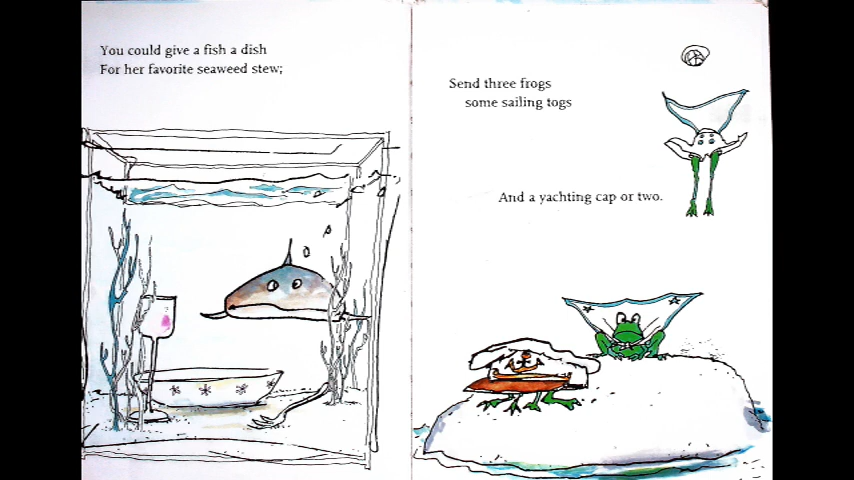 You could give a fish a dish
For her favorite seaweed stew;
Send three frogs
some sailing togs
And a yachting cap or two.